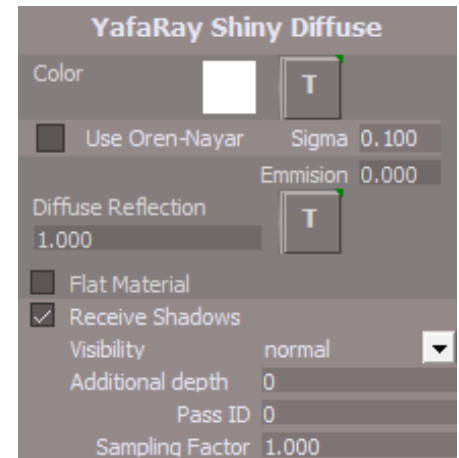 YafaRay Shiny Diffuse
Color T
Use Oren-Nayar Sigma 0.100
Emmision 0.000
Diffuse Reflection T
1.000
Flat Material
Receive Shadows
Visibility normal
Additional depth 0
Pass ID 0
Sampling Factor 1.000